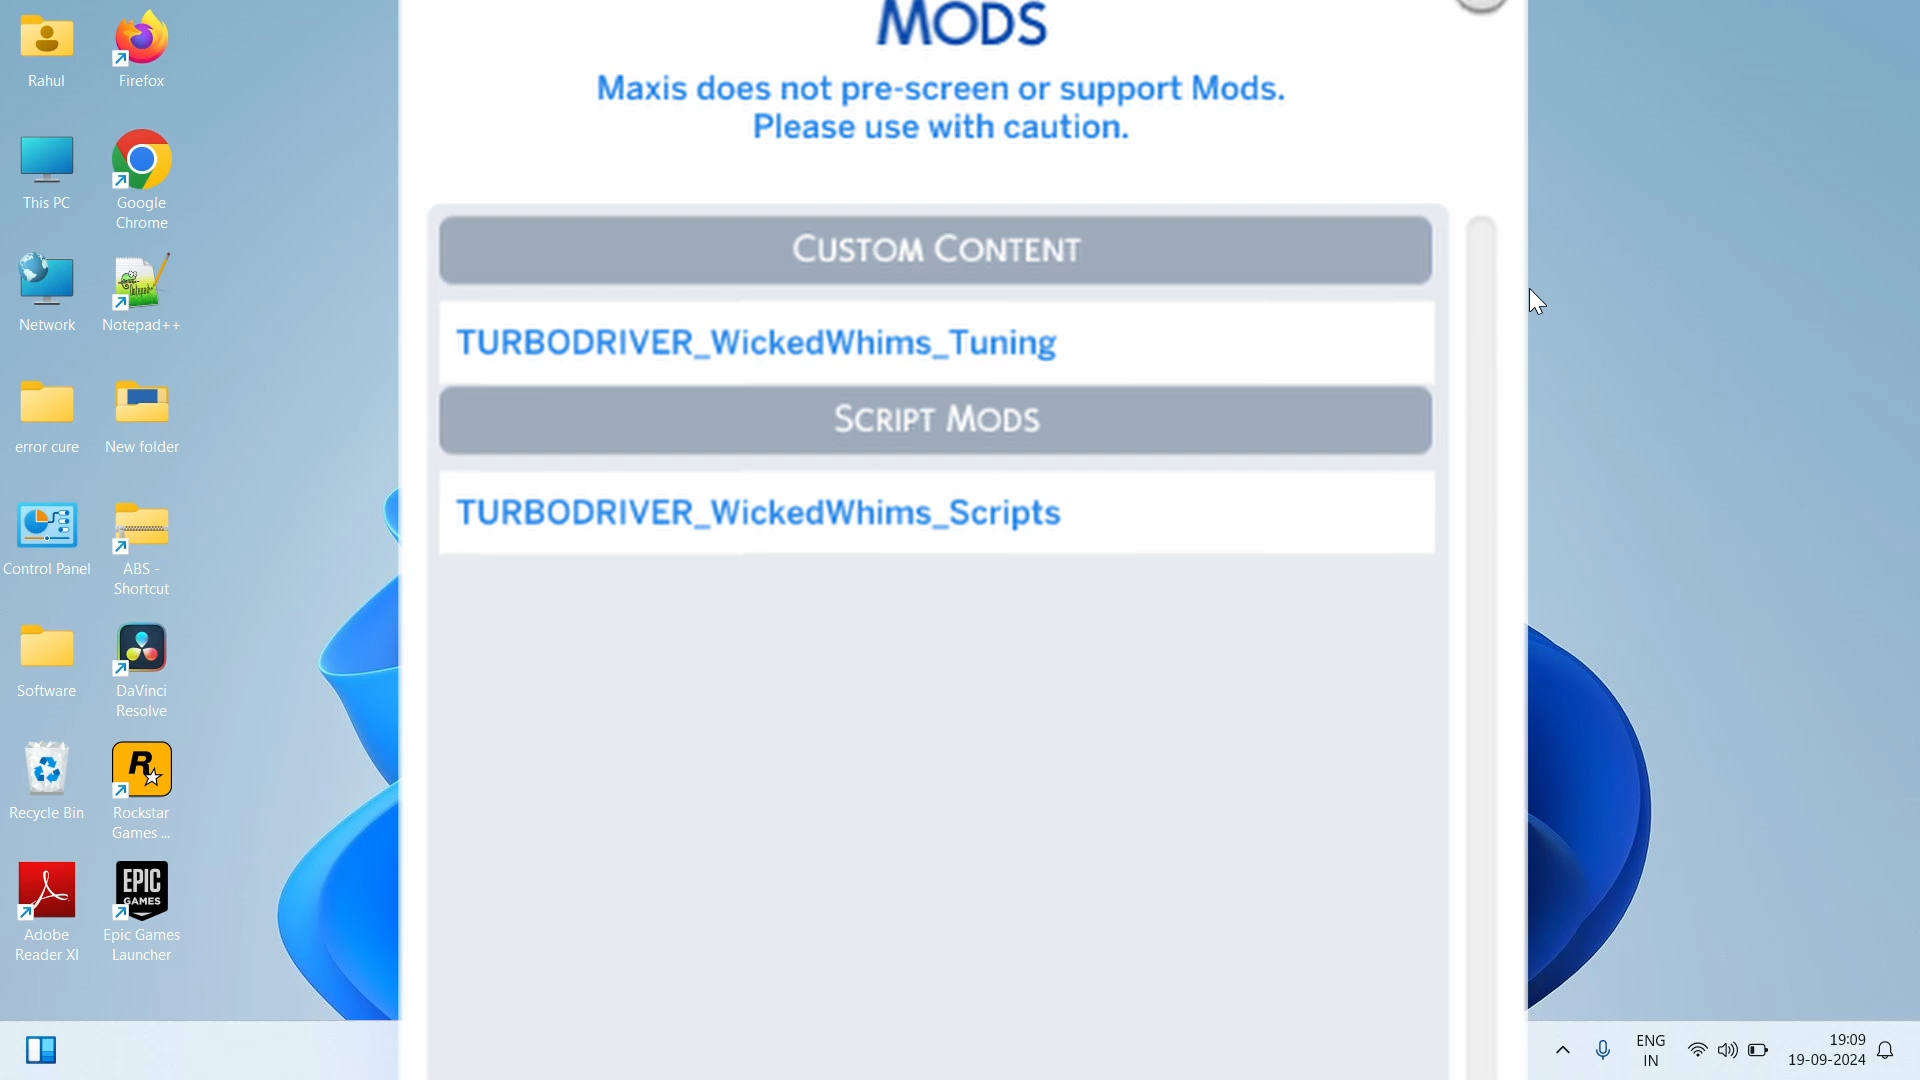 Rahul
Firefox
This PC
Google
Chrome
Network
Notepad++
error cure
New folder
Control Panel
ABS -
Shortcut
Software
DaVinci
Resolve
Recycle Bin
Rockstar
Games ...
EPIC
GAMES
Adobe
Reader XI
Epic Games
Launcher
MODS
Maxis does not pre-screen or support Mods.
Please use with caution.
CUSTOM CONTENT
TURBODRIVER_WickedWhims_Tuning
SCRIPT MODS
TURBODRIVER_WickedWhims_Scripts
ENG
IN
19:09
19-09-2024